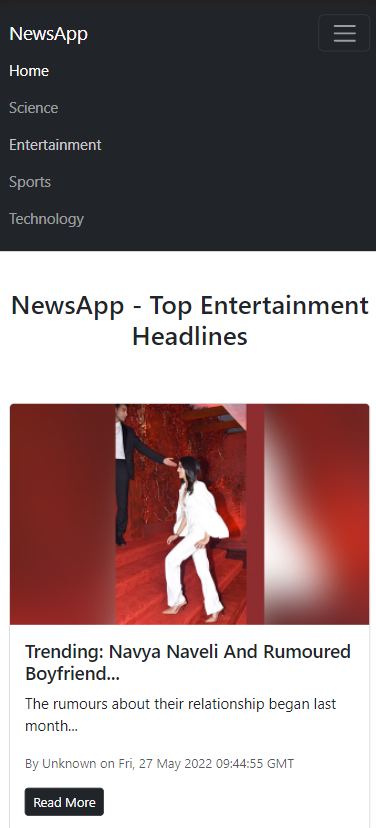 NewsApp
Home
Science
Entertainment
Sports
Technology
NewsApp - Top Entertainment
Headlines
Trending: Navya Naveli And Rumoured
Boyfriend...
The rumours about their relationship began last
month...
By Unknown on Fri, 27 May 2022 09:44:55 GMT
Read More